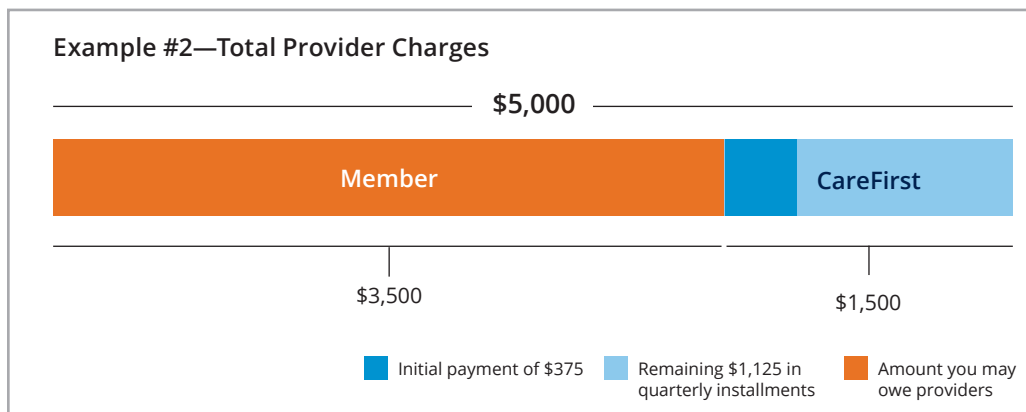 Example #2—Total Provider Charges
$5,000
Member
CareFirst
$3,500
$1,500
Initial payment of $375
Remaining $1,125 in
quarterly installments
Amount you may
owe providers